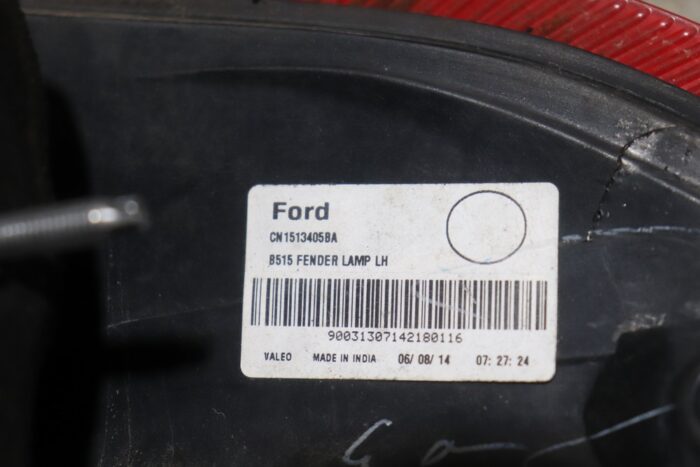 Ford
CN1513405BA
B515 FENDER LAMP LH
90031307142180116
VALEO MADE IN INDIA 06/ 08/ 14 07: 27: 24